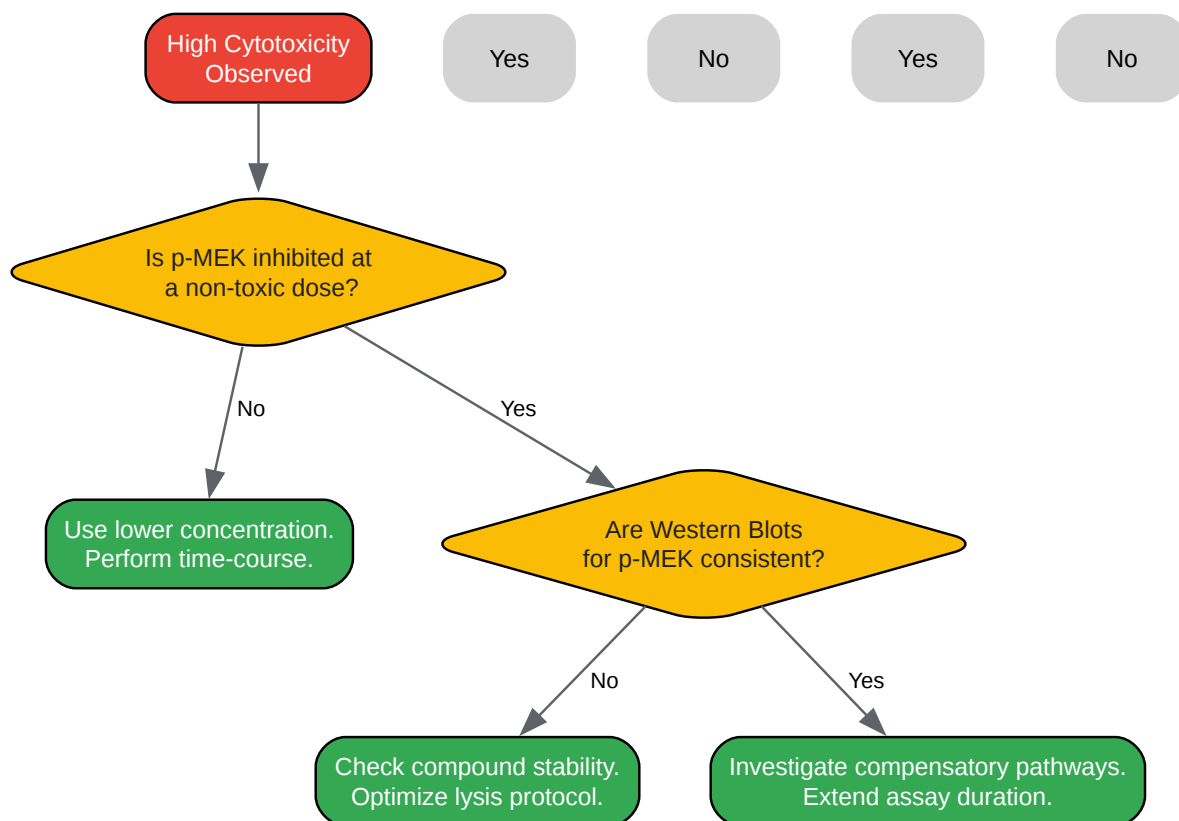 High Cytotoxicity
Observed
Yes
No
Yes
No
Is p-MEK inhibited at
a non-toxic dose?
No
Yes
Use lower concentration.
Perform time-course.
Are Western Blots
for p-MEK consistent?
No
Yes
Check compound stability.
Optimize lysis protocol.
Investigate compensatory pathways.
Extend assay duration.